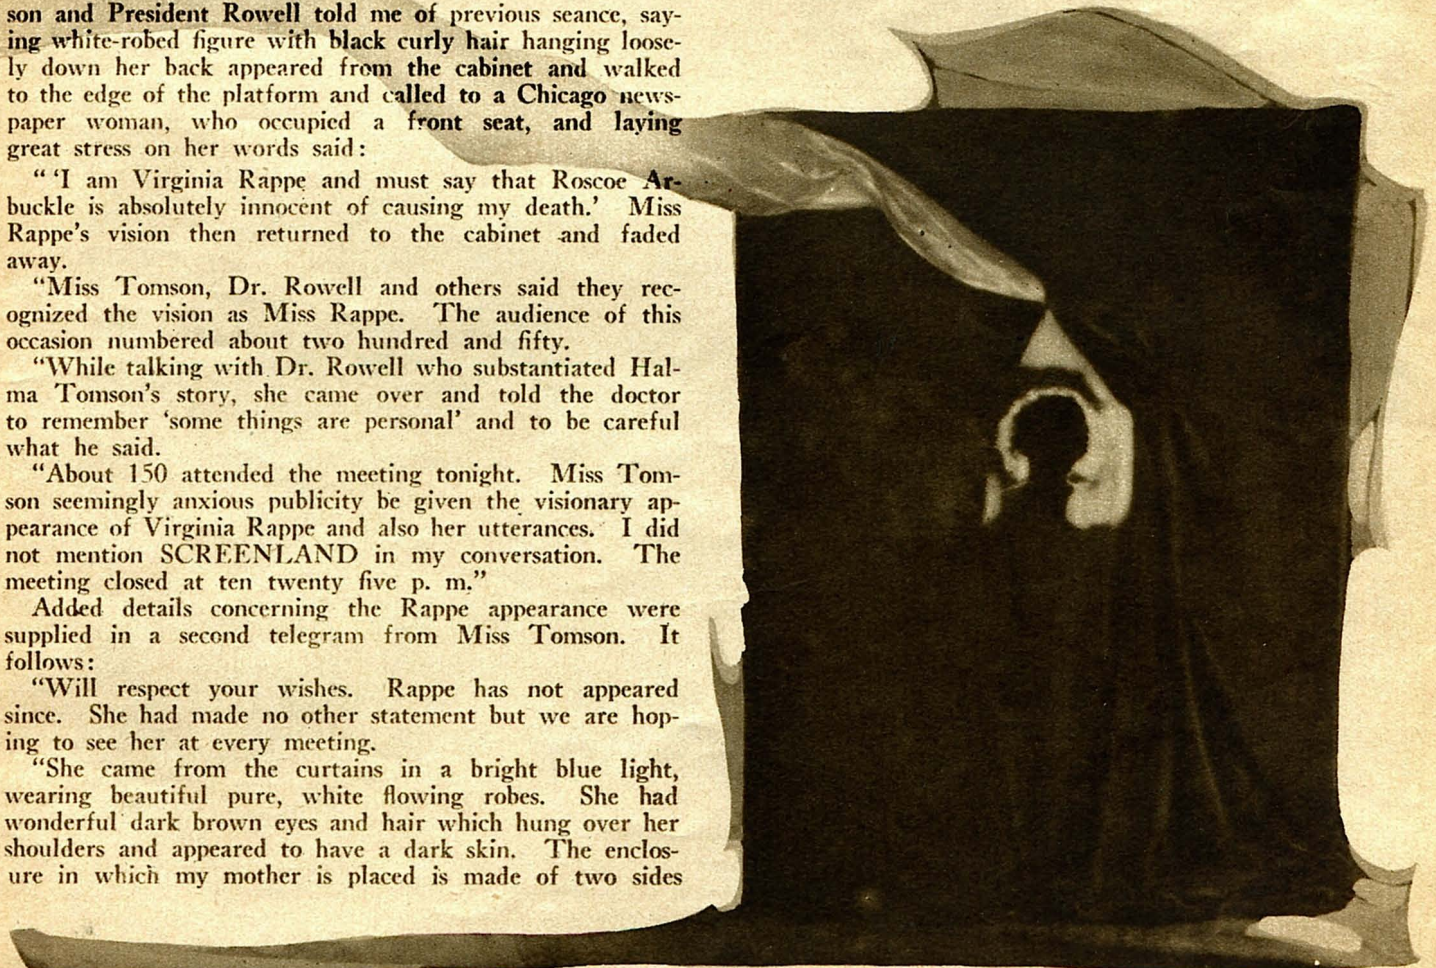 son and President Rowell told me of previous seance, say-
ing white-robed figure with black curly hair hanging loose-
ly down her back appeared from the cabinet and walked
to the edge of the platform and called to a Chicago news-
paper woman, who occupied a front seat, and laying
great stress on her words said:
“ ‘I am Virginia Rappe and must say that Roscoe Ar-
buckle is absolutely innocent of causing my death.’ Miss
Rappe’s vision then returned to the cabinet and faded
away.
“Miss Tomson, Dr. Rowell and others said they rec-
ognized the vision as Miss Rappe. The audience of this
occasion numbered about two hundred and fifty.
“While talking with Dr. Rowell who substantiated Hal-
ma Tomson’s story, she came over and told the doctor
to remember ‘some things are personal’ and to be careful
what he said.
“About 150 attended the meeting tonight. Miss Tom-
son seemingly anxious publicity be given the visionary ap-
pearance of Virginia Rappe and also her utterances. I did
not mention SCREENLAND in my conversation. The
meeting closed at ten twenty five p. m.”
Added details concerning the Rappe appearance were
supplied in a second telegram from Miss Tomson. It
follows:
“Will respect your wishes. Rappe has not appeared
since. She had made no other statement but we are hop-
ing to see her at every meeting.
“She came from the curtains in a bright blue light,
wearing beautiful pure, white flowing robes. She had
wonderful dark brown eyes and hair which hung over her
shoulders and appeared to have a dark skin. The enclos-
ure in which my mother is placed is made of two sides